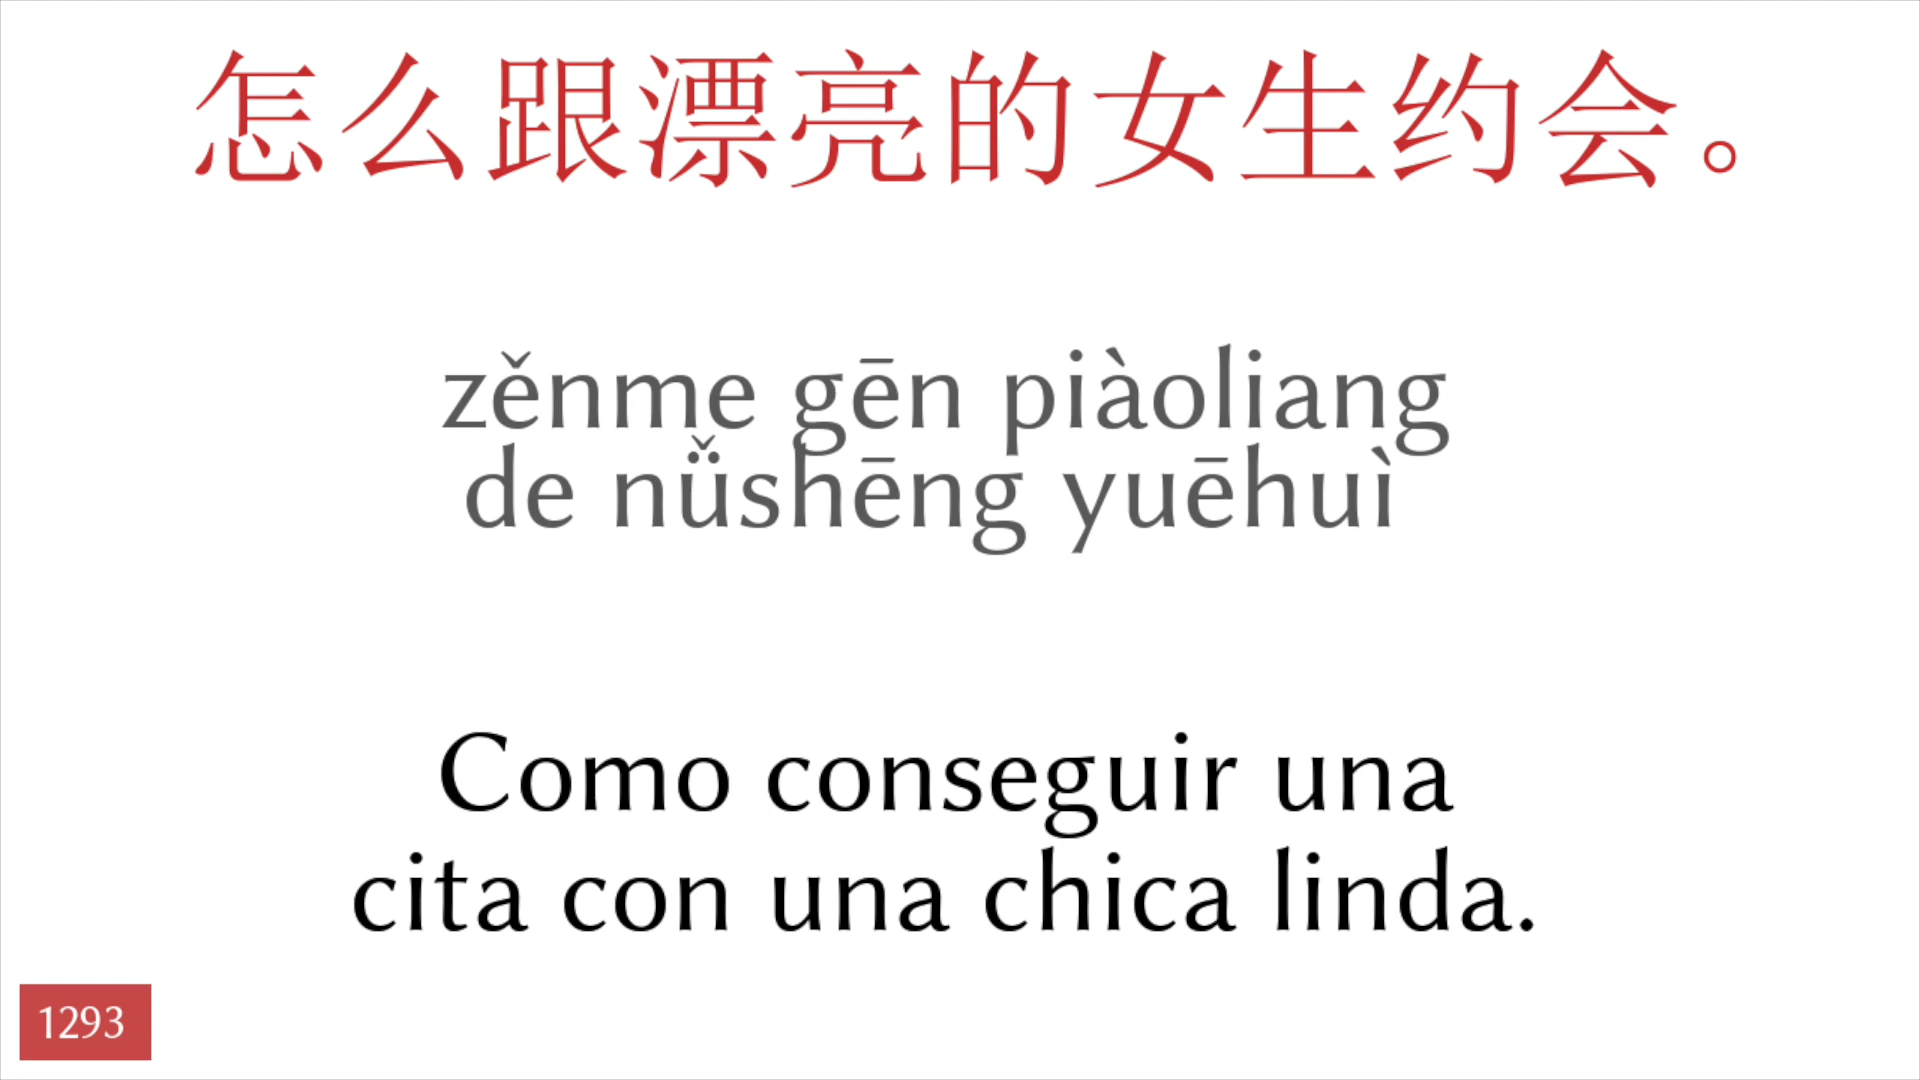 怎么跟漂亮的女生约会。
zěnme gēn piàoliang
de nǚshēng yuēhuì
Como conseguir una
cita con una chica linda.
1293